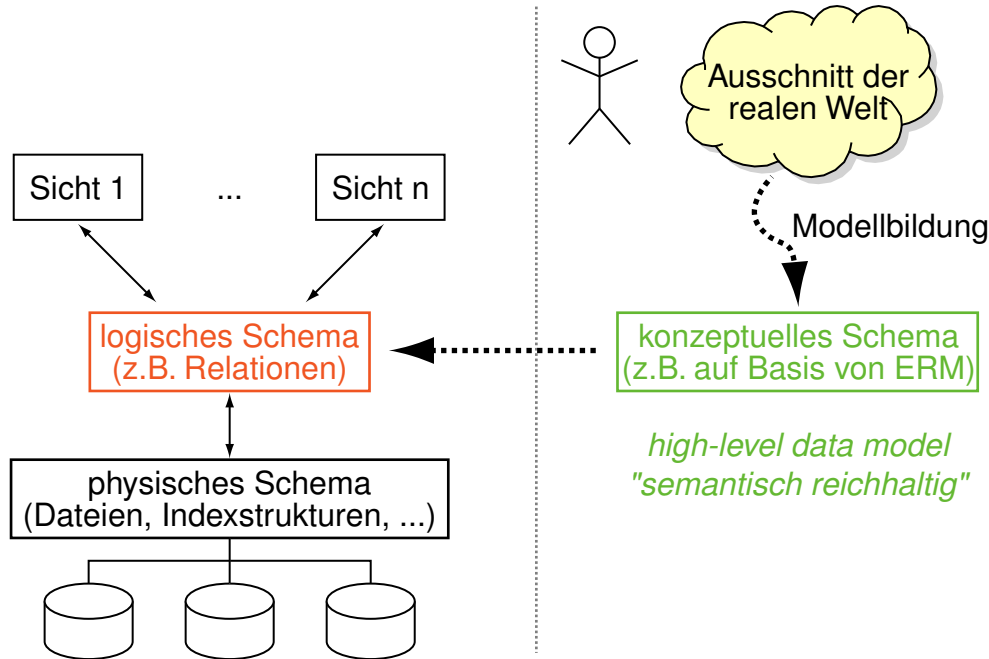 Ausschnitt der
realen Welt
Sicht 1
...
Sicht n
Modellbildung
logisches Schema
(z.B. Relationen)
konzeptuelles Schema
(z.B. auf Basis von ERM)
high-level data model
"semantisch reichhaltig"
physisches Schema
(Dateien, Indexstrukturen, ...)